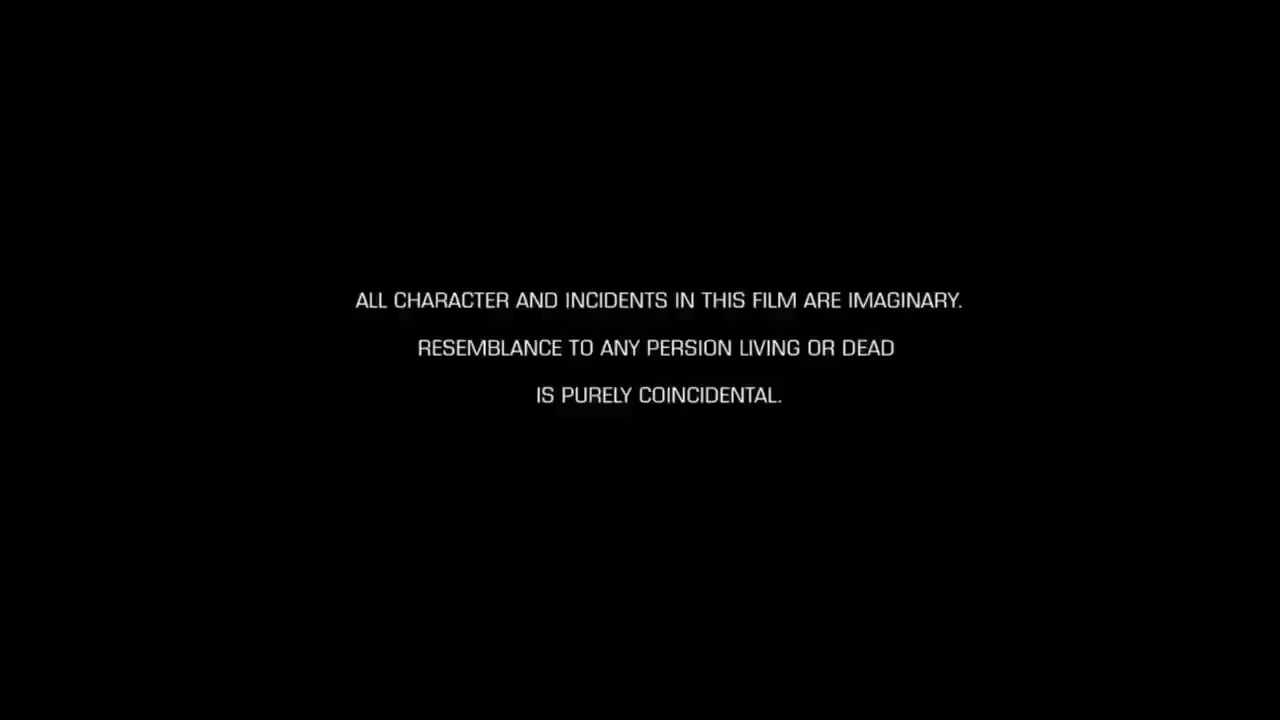 ALL CHARACTER AND INCIDENTS IN THIS FILM ARE IMAGINARY.
RESEMBLANCE TO ANY PERSION LIVING OR DEAD
IS PURELY COINCIDENTAL.